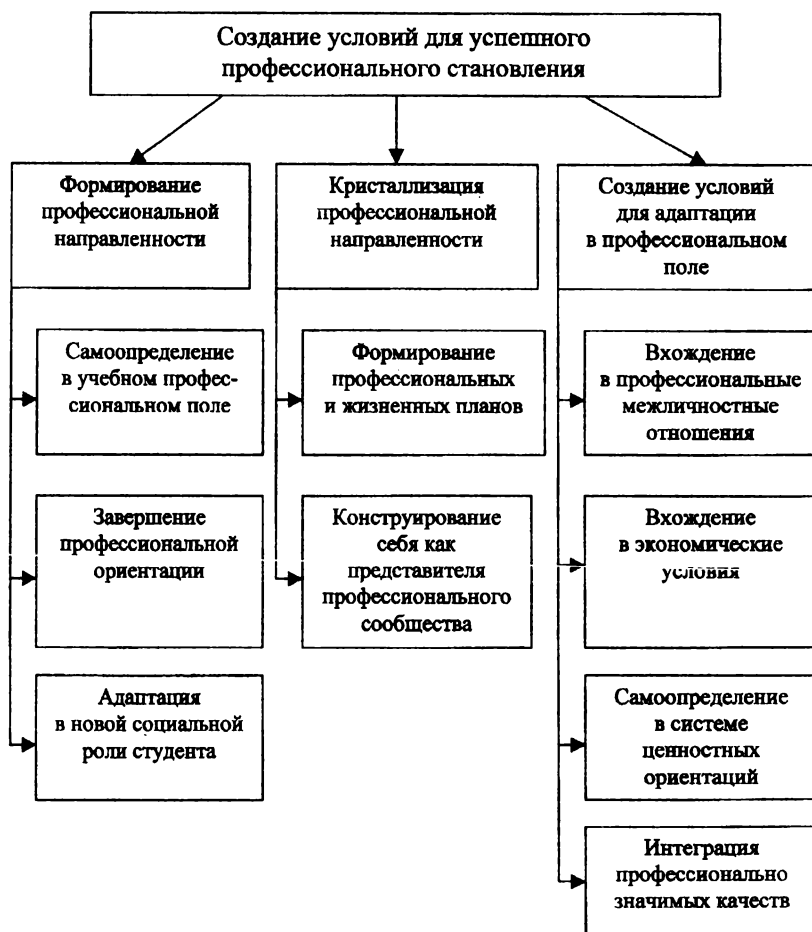 Создание условий для успешного
профессионального становления
Формирование
профессиональной
направленности
Самоопределение
в учебном профес-
сиональном поле
Завершение
профессиональной
ориентации
Адаптация
в новой социальной
роли студента
Кристаллизация
профессиональной
направленности
Формирование
профессиональных
и жизненных планов
Конструирование
себя как
представителя
профессионального
сообщества
Создание условий
для адаптации
в профессиональном
поле
Вхождение
в профессиональные
межличностные
отношения
Вхождение
в экономические
условия
Самоопределение
в системе
ценностных
ориентаций
Интеграция
профессионально
значимых качеств